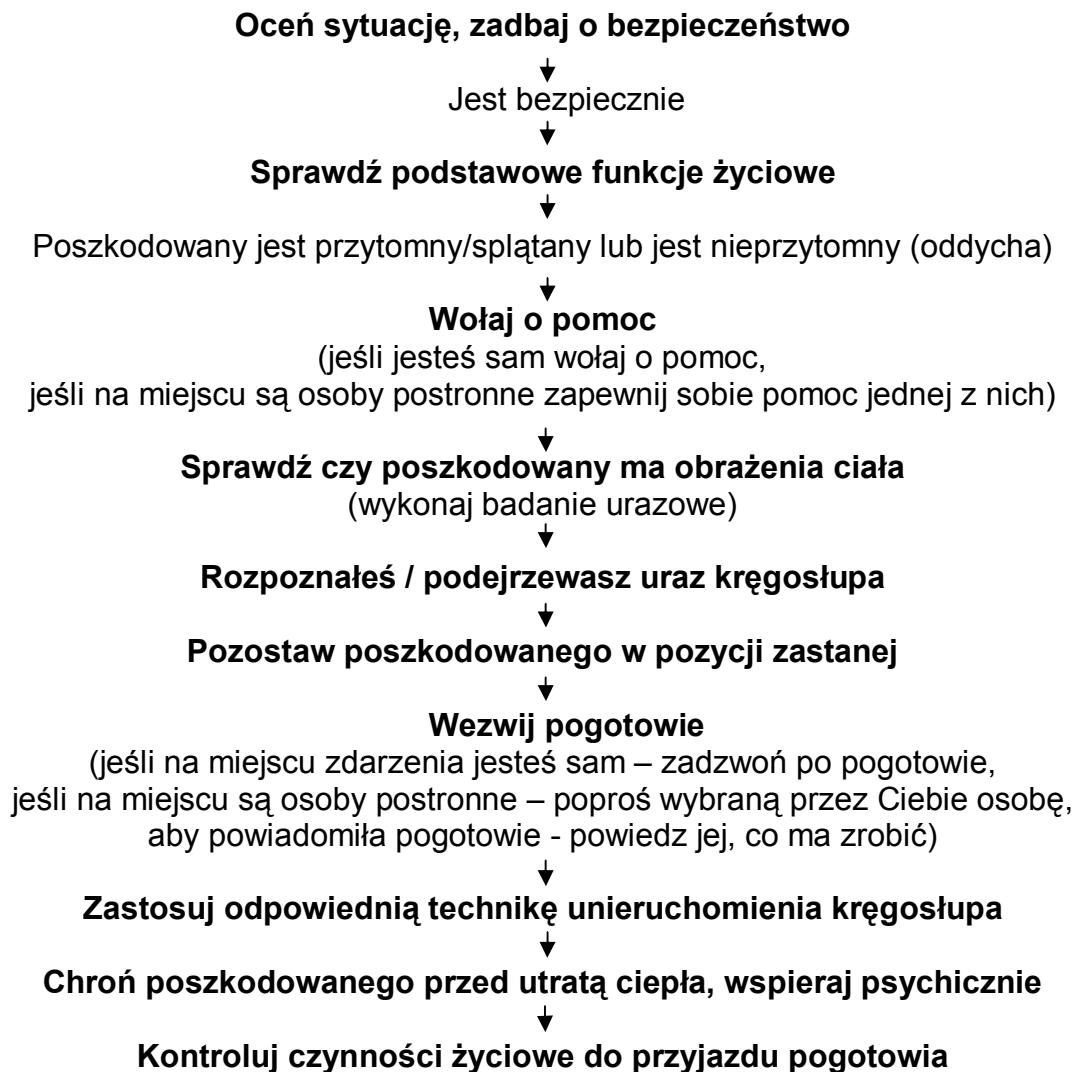 Oceń sytuację, zadbaj o bezpieczeństwo
Jest bezpiecznie
Sprawdź podstawowe funkcje życiowe
Poszkodowany jest przytomny/splątany lub jest nieprzytomny (oddycha)
Wołaj o pomoc
(jeśli jesteś sam wołaj o pomoc,
jeśli na miejscu są osoby postronne zapewnij sobie pomoc jednej z nich)
Sprawdź czy poszkodowany ma obrażenia ciała
(wykonaj badanie urazowe)
Rozpoznałeś / podejrzewasz uraz kręgosłupa
Pozostaw poszkodowanego w pozycji zastanej
Wezwij pogotowie
(jeśli na miejscu zdarzenia jesteś sam – zadzwoń po pogotowie,
jeśli na miejscu są osoby postronne – poproś wybraną przez Ciebie osobę,
aby powiadomiła pogotowie - powiedz jej, co ma zrobić)
Zastosuj odpowiednią technikę unieruchomienia kręgosłupa
Chroń poszkodowanego przed utratą ciepła, wspieraj psychicznie
Kontroluj czynności życiowe do przyjazdu pogotowia